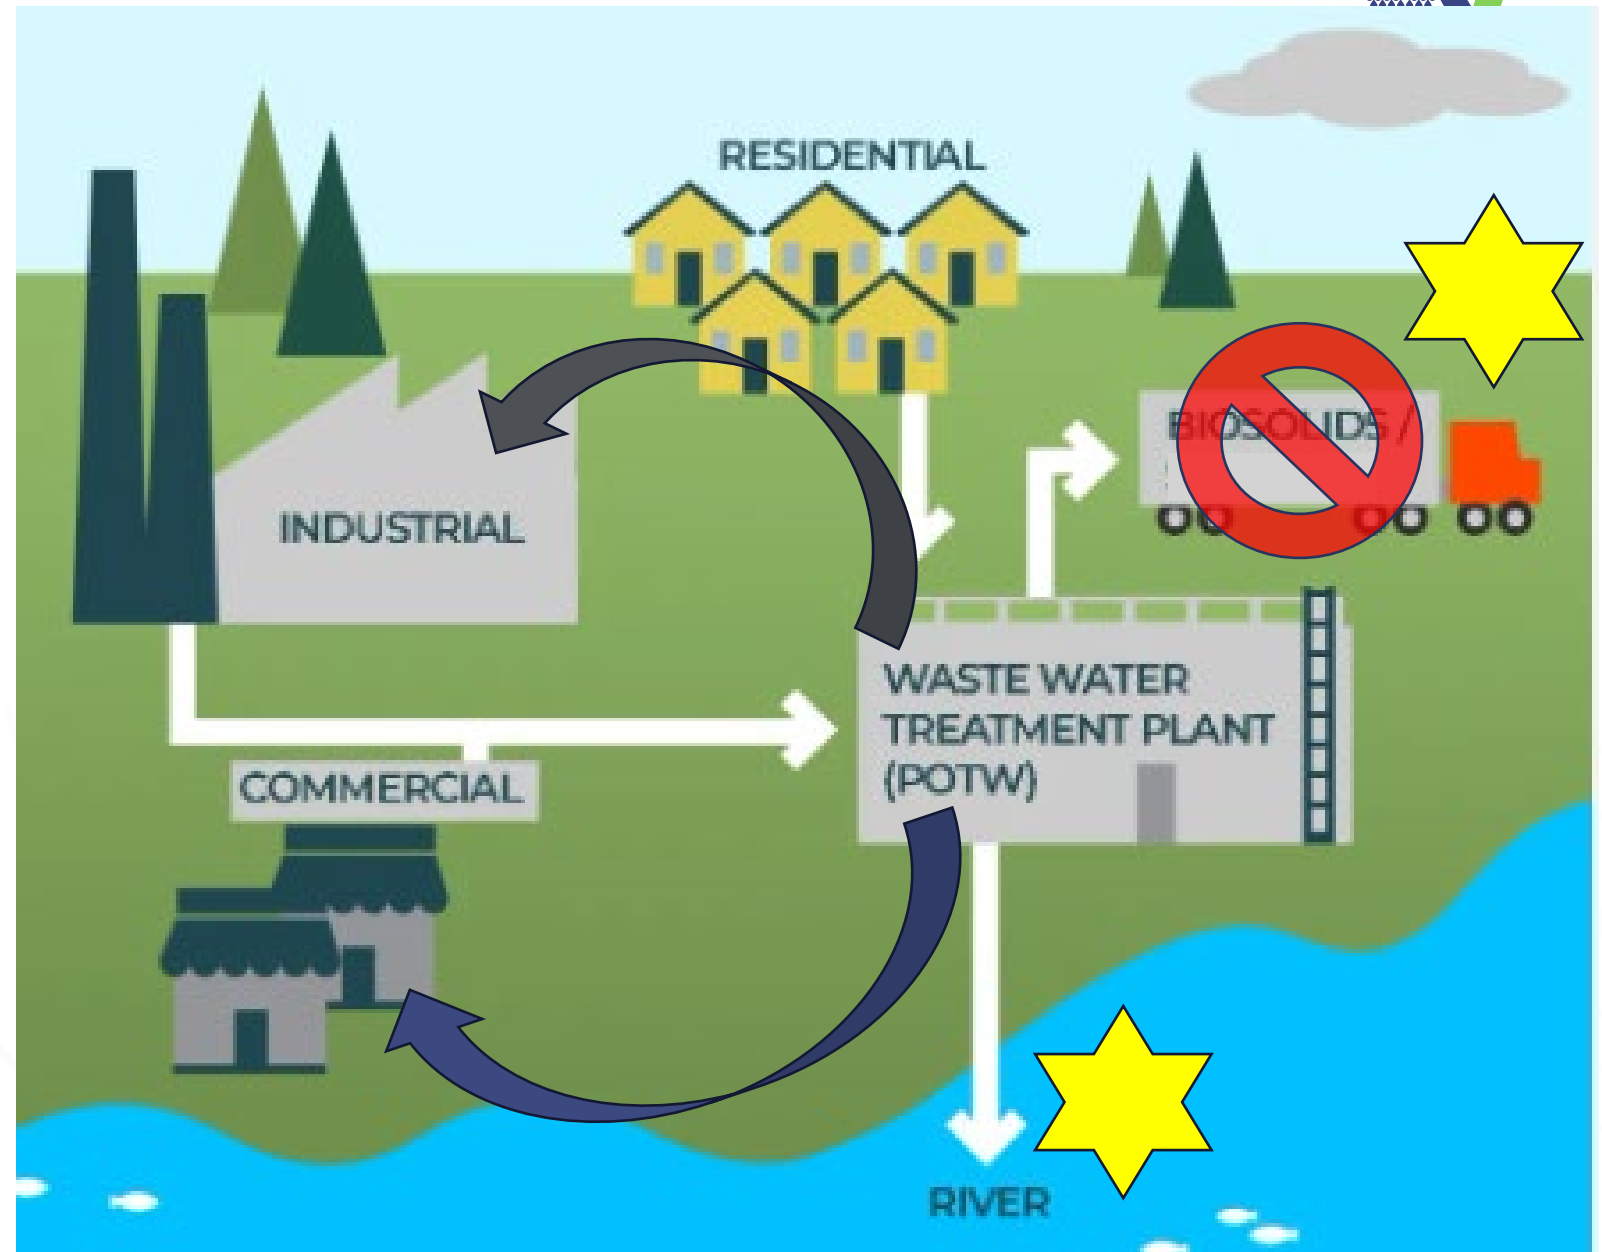 RESIDENTIAL
BIOSOLIDS /
INDUSTRIAL
WASTE WATER
TREATMENT PLANT
(POTW)
COMMERCIAL
RIVER